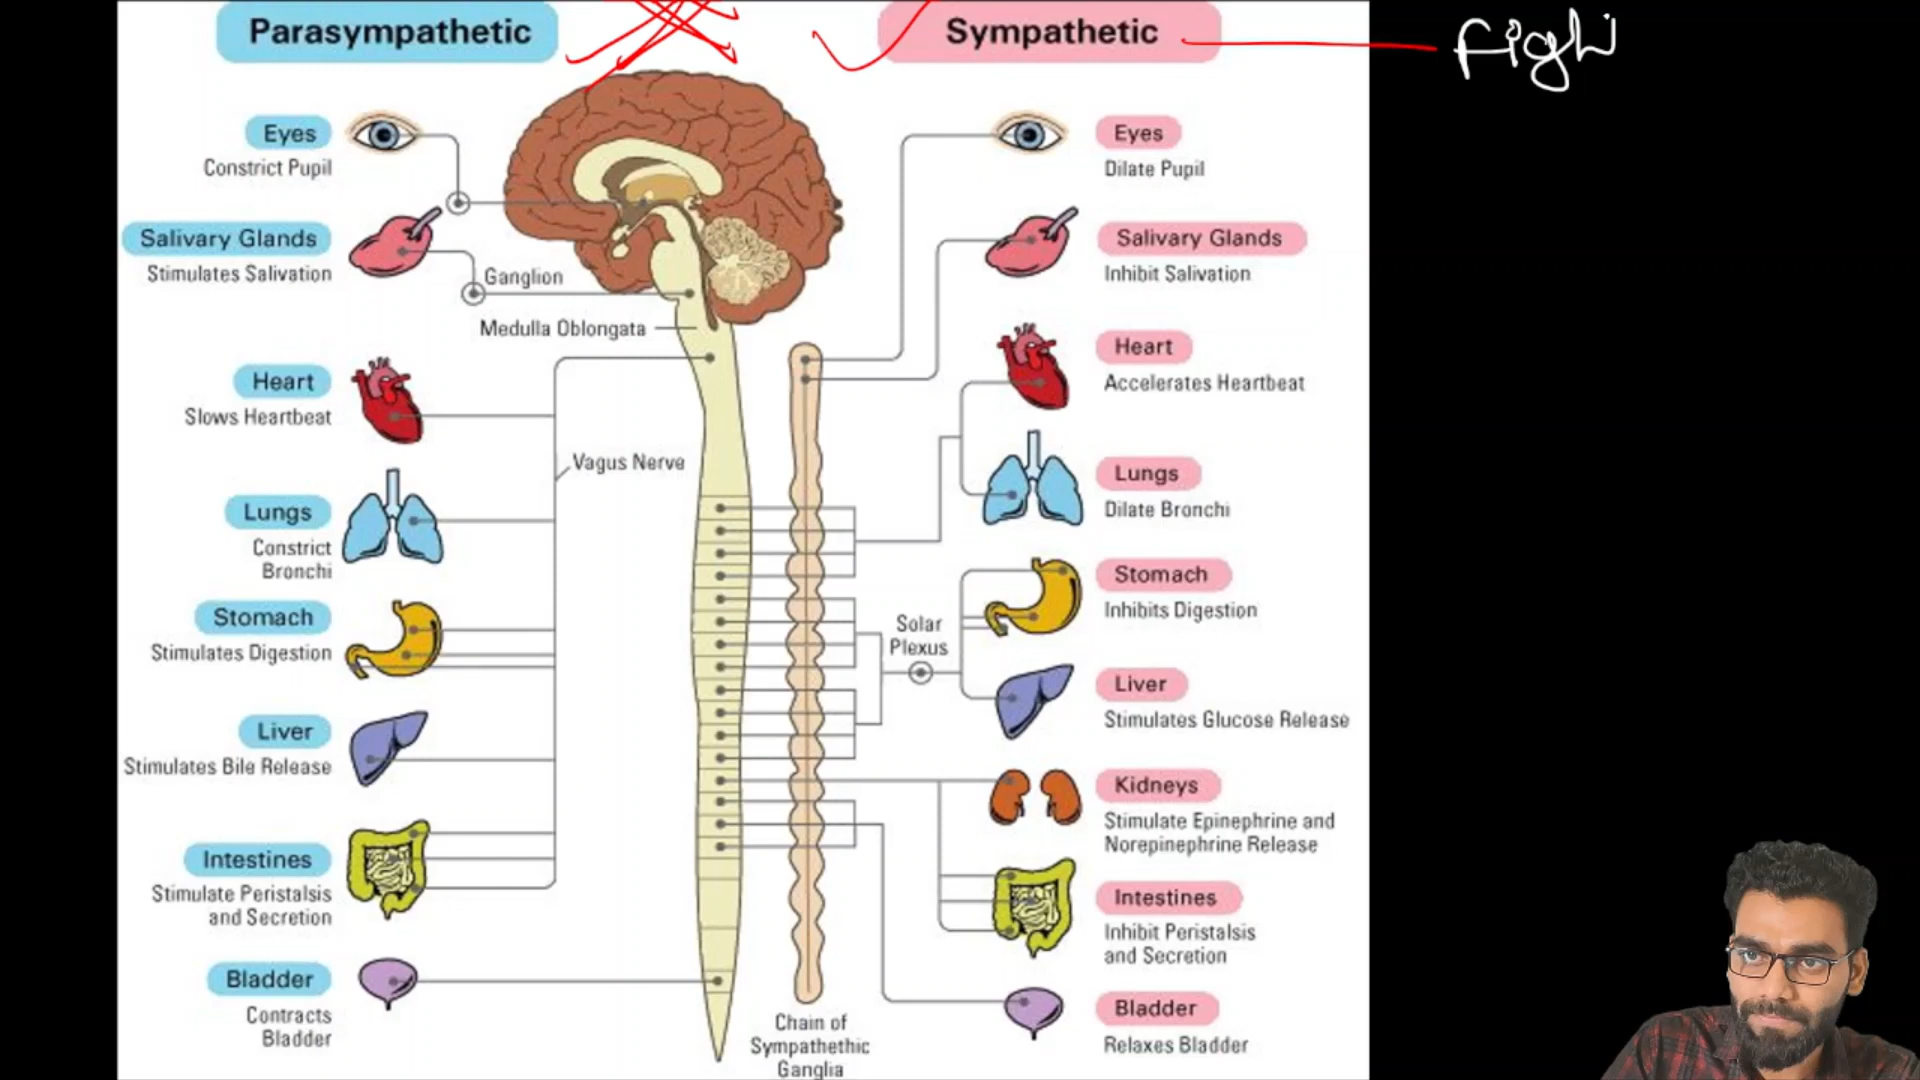 Parasympathetic
Sympathetic
Figh
Eyes
Constrict Pupil
Salivary Glands
Stimulates Salivation
Ganglion
Medulla Oblongata
Heart
Slows Heartbeat
Vagus Nerve
Lungs
Constrict
Bronchi
Stomach
Stimulates Digestion
Liver
Stimulates Bile Release
Intestines
Stimulate Peristalsis
and Secretion
Bladder
Contracts
Bladder
Chain of
Sympathethic
Ganglia
Solar
Plexus
Eyes
Dilate Pupil
Salivary Glands
Inhibit Salivation
Heart
Accelerates Heartbeat
Lungs
Dilate Bronchi
Stomach
Inhibits Digestion
Liver
Stimulates Glucose Release
Kidneys
Stimulate Epinephrine and
Norepinephrine Release
Intestines
Inhibit Peristalsis
and Secretion
Bladder
Relaxes Bladder